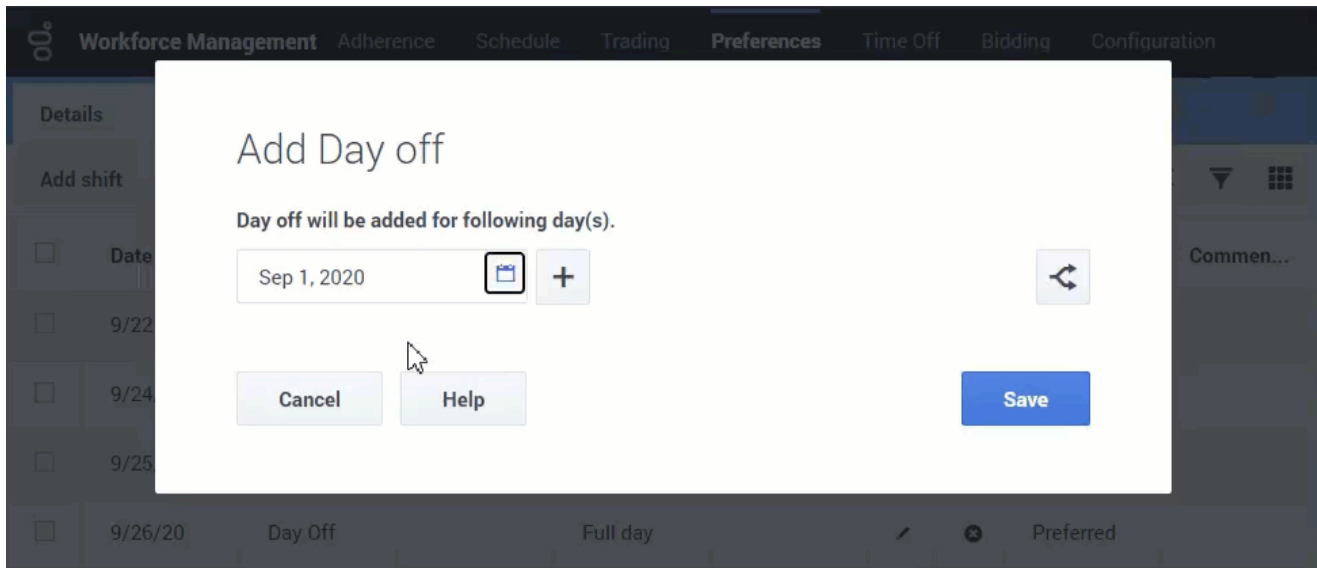 Workforce Management Adherence Schedule Trading Preferences Time Off Bidding Configuration
Details
Add shift
Add Day off
Day off will be added for following day(s).
Date
Commen...
Sep 1, 2020
9/22
9/24
Cancel Help Save
9/25
9/26/20 Day Off Full day Preferred